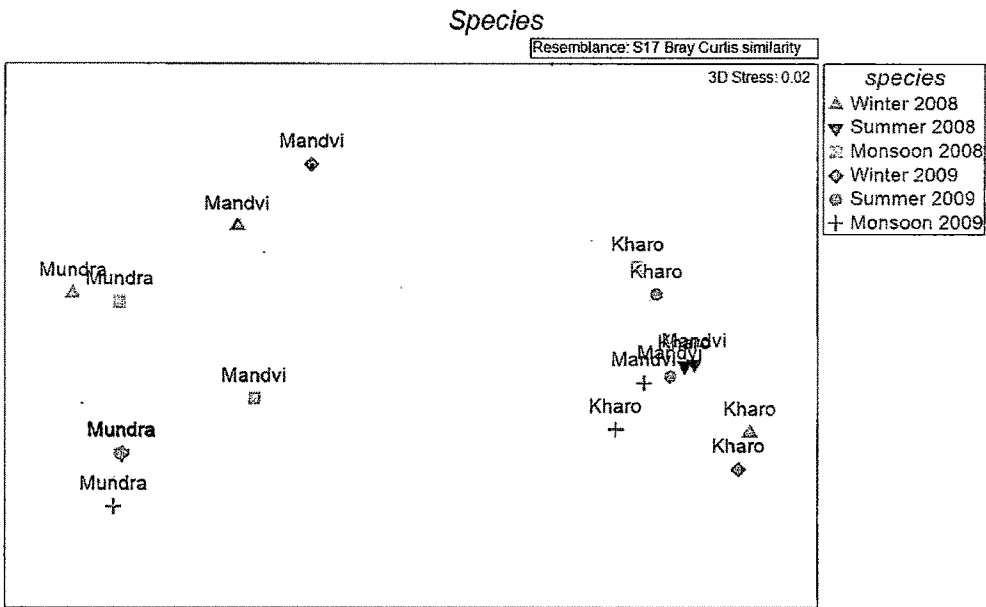 Species
Resemblance: S17 Bray Curtis similarity
3D Stress: 0.02
species
Winter 2008
Summer 2008
Monsoon 2008
Winter 2009
Summer 2009
Monsoon 2009
Mandvi
Mandvi
Mundra
Mundra
Kharo
Kharo
Mandvi
Kharo
Mandvi
Mandvi
Mandvi
Kharo
Kharo
Kharo
Mundra
Mundra